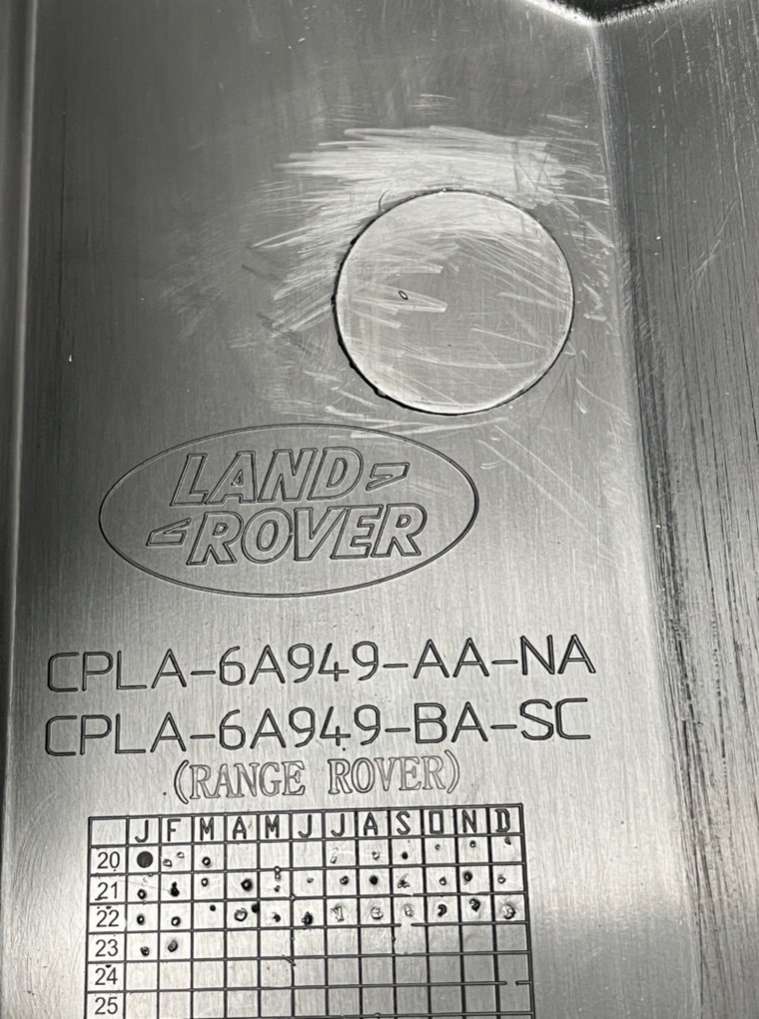 LAND
ROVER
CPLA-6A949-AA-NA
CPLA-6A949-BA-SC
(RANGE ROVER)
J F M A M J J A S O N D
20
21
22
23
24
25